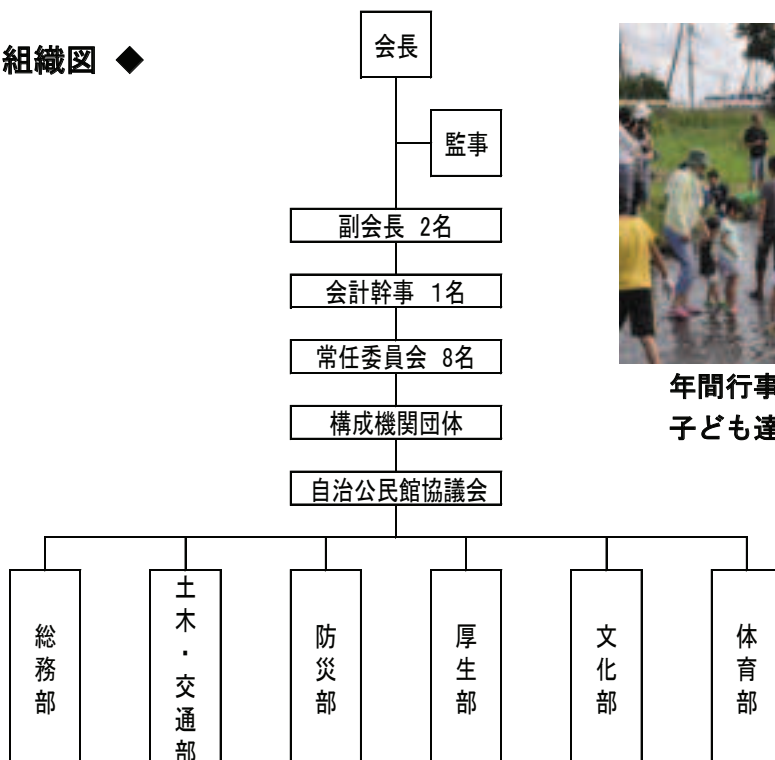 組織図 ◆
会長
監事
副会長 2名
会計幹事 1名
常任委員会 8名
構成機関団体
自治公民館協議会
年間行事
子ども達
総務部
土木・交通部
防災部
厚生部
文化部
体育部